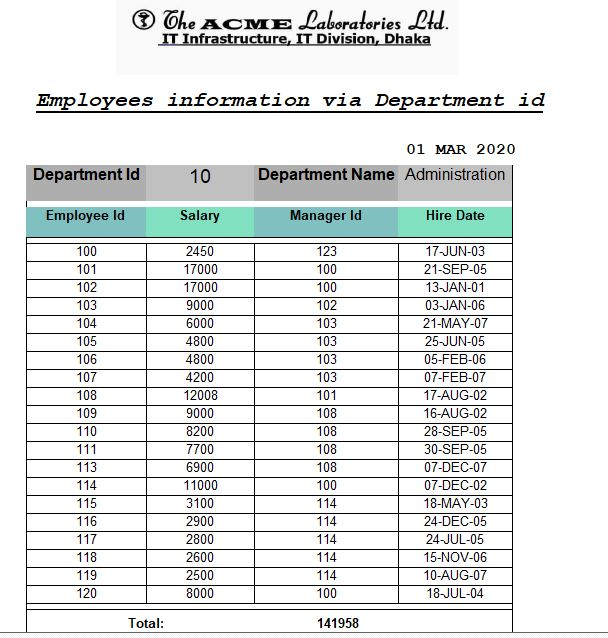 The ACME Laboratories Ltd.
IT Infrastructure, IT Division, Dhaka
Employees information via Department id
01 MAR 2020
Department Id 10 Department Name Administration
Employee Id Salary Manager Id Hire Date
100 2450 123 17-JUN-03
101 17000 100 21-SEP-05
102 17000 100 13-JAN-01
103 9000 102 03-JAN-06
104 6000 103 21-MAY-07
105 4800 103 25-JUN-05
106 4800 103 05-FEB-06
107 4200 103 07-FEB-07
108 12008 101 17-AUG-02
109 9000 108 16-AUG-02
110 8200 108 28-SEP-05
111 7700 108 30-SEP-05
113 6900 108 07-DEC-07
114 11000 100 07-DEC-02
115 3100 114 18-MAY-03
116 2900 114 24-DEC-05
117 2800 114 24-JUL-05
118 2600 114 15-NOV-06
119 2500 114 10-AUG-07
120 8000 100 18-JUL-04
Total: 141958